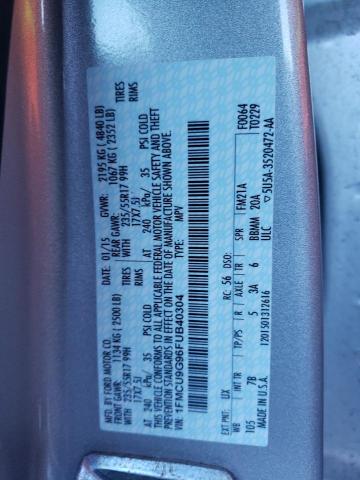 MFD. BY FORD MOTOR CO.
DATE: 01/15 GVWR: 2195 KG ( 4840 LB)
FRONT GAWR: 1134 KG ( 2500 LB) REAR GAWR: 1067 KG ( 2352 LB)
WITH 235/55R17 99H TIRES WITH 235/55R17 99H TIRES
17X7.5J RIMS 17X7.5J RIMS
AT 240 kPa/ 35 PSI COLD AT 240 kPa/ 35 PSI COLD
THIS VEHICLE CONFORMS TO ALL APPLICABLE FEDERAL MOTOR VEHICLE SAFETY AND BUMPER STANDARDS IN EFFECT ON THE DATE OF MANUFACTURE SHOWN ABOVE.
VIN: 1FMCU9G96FUB40304
TYPE: MPV
F0064
T0229
EXT PNT: UX RC: 56 DSO: FM21A
WB INT TR TP/PS R AXLE TR SPR
105 7B 5 3A 6 BBMM 20A
1201501312616 ULC
MADE IN U.S.A. ▽5U5A-3520472-AA